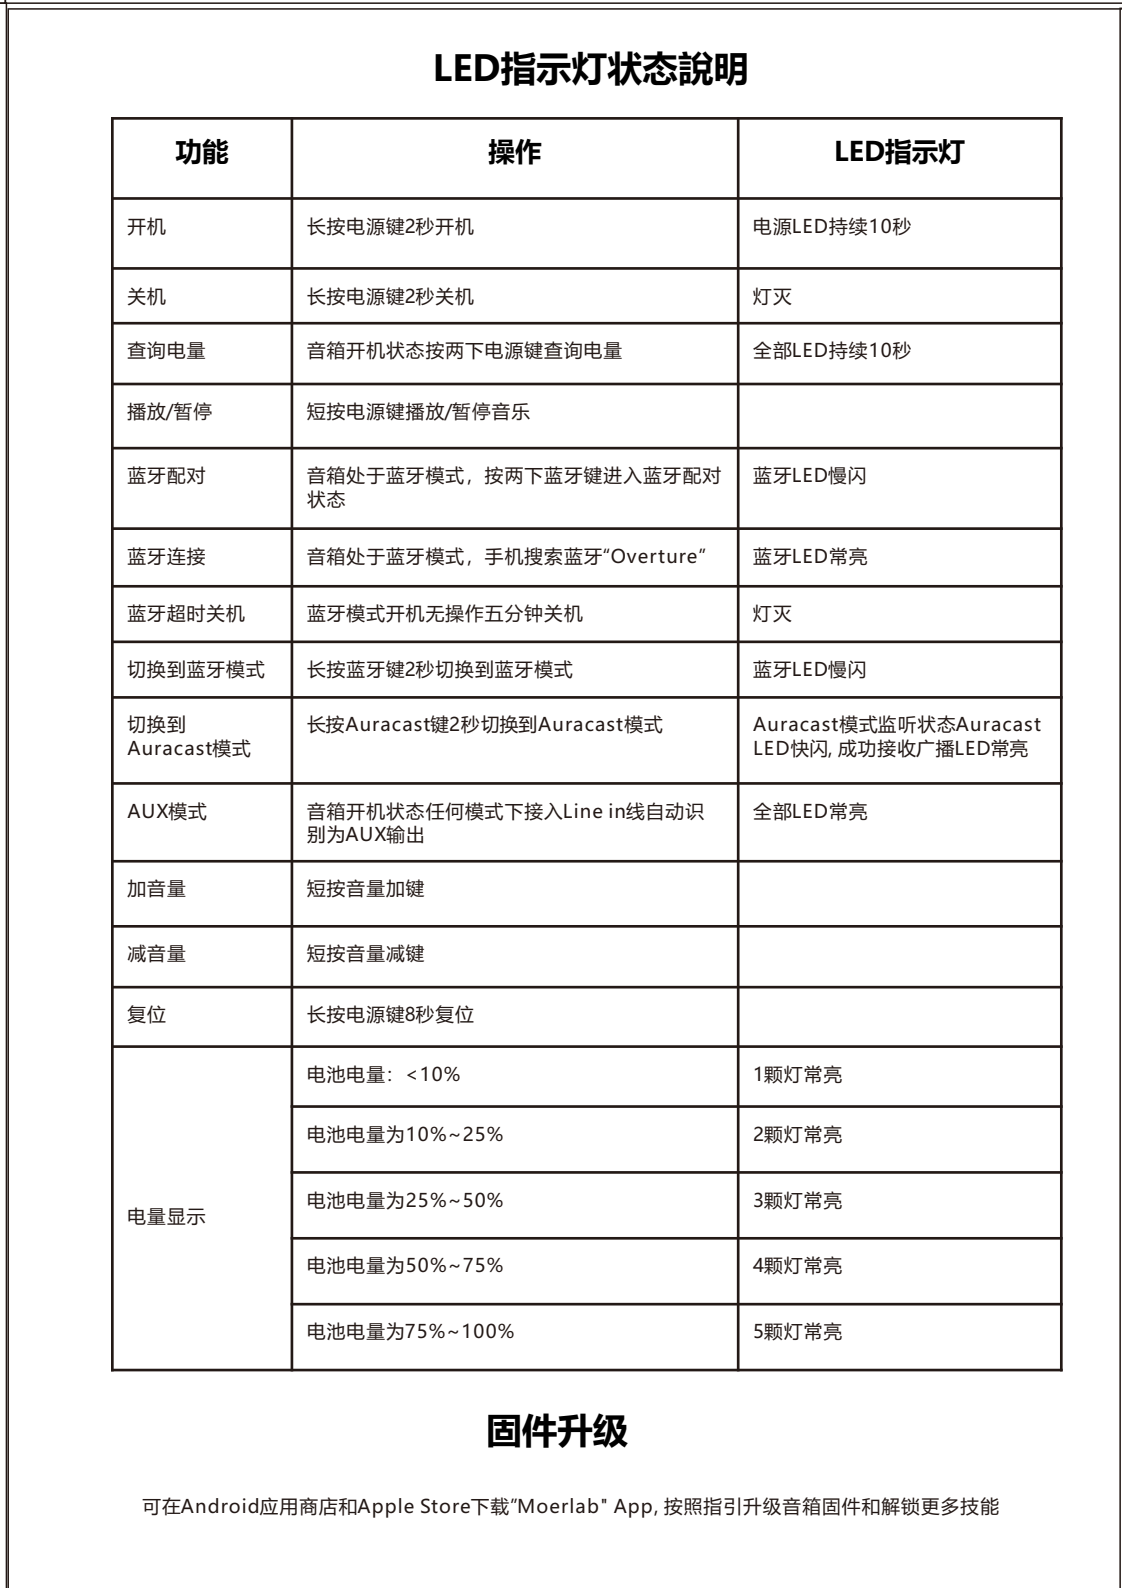 LED指示灯状态說明
功能
操作
LED指示灯
开机
长按电源键2秒开机
电源LED持续10秒
关机
长按电源键2秒关机
灯灭
查询电量
音箱开机状态按两下电源键查询电量
全部LED持续10秒
播放/暂停
短按电源键播放/暂停音乐
蓝牙配对
音箱处于蓝牙模式，按两下蓝牙键进入蓝牙配对
状态
蓝牙LED慢闪
蓝牙连接
音箱处于蓝牙模式，手机搜索蓝牙“Overture”
蓝牙LED常亮
蓝牙超时关机
蓝牙模式开机无操作五分钟关机
灯灭
切换到蓝牙模式
长按蓝牙键2秒切换到蓝牙模式
蓝牙LED慢闪
切换到
Auracast模式
长按Auracast键2秒切换到Auracast模式
Auracast模式监听状态Auracast
LED快闪, 成功接收广播LED常亮
AUX模式
音箱开机状态任何模式下接入Line in线自动识
别为AUX输出
全部LED常亮
加音量
短按音量加键
减音量
短按音量减键
复位
长按电源键8秒复位
电量显示
电池电量：<10%
1颗灯常亮
电池电量为10%~25%
2颗灯常亮
电池电量为25%~50%
3颗灯常亮
电池电量为50%~75%
4颗灯常亮
电池电量为75%~100%
5颗灯常亮
固件升级
可在Android应用商店和Apple Store下载”Moerlab" App, 按照指引升级音箱固件和解锁更多技能